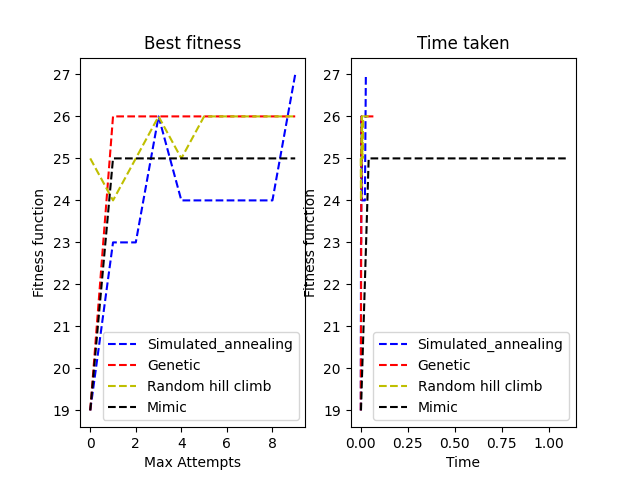 Best fitness
27
26
25
24
23
22
21
20
19
Fitness function
0
2
4
6
8
Max Attempts
Simulated_annealing
Genetic
Random hill climb
Mimic
Time taken
27
26
25
24
23
22
21
20
19
Fitness function
0.00
0.25
0.50
0.75
1.00
Time
Simulated_annealing
Genetic
Random hill climb
Mimic